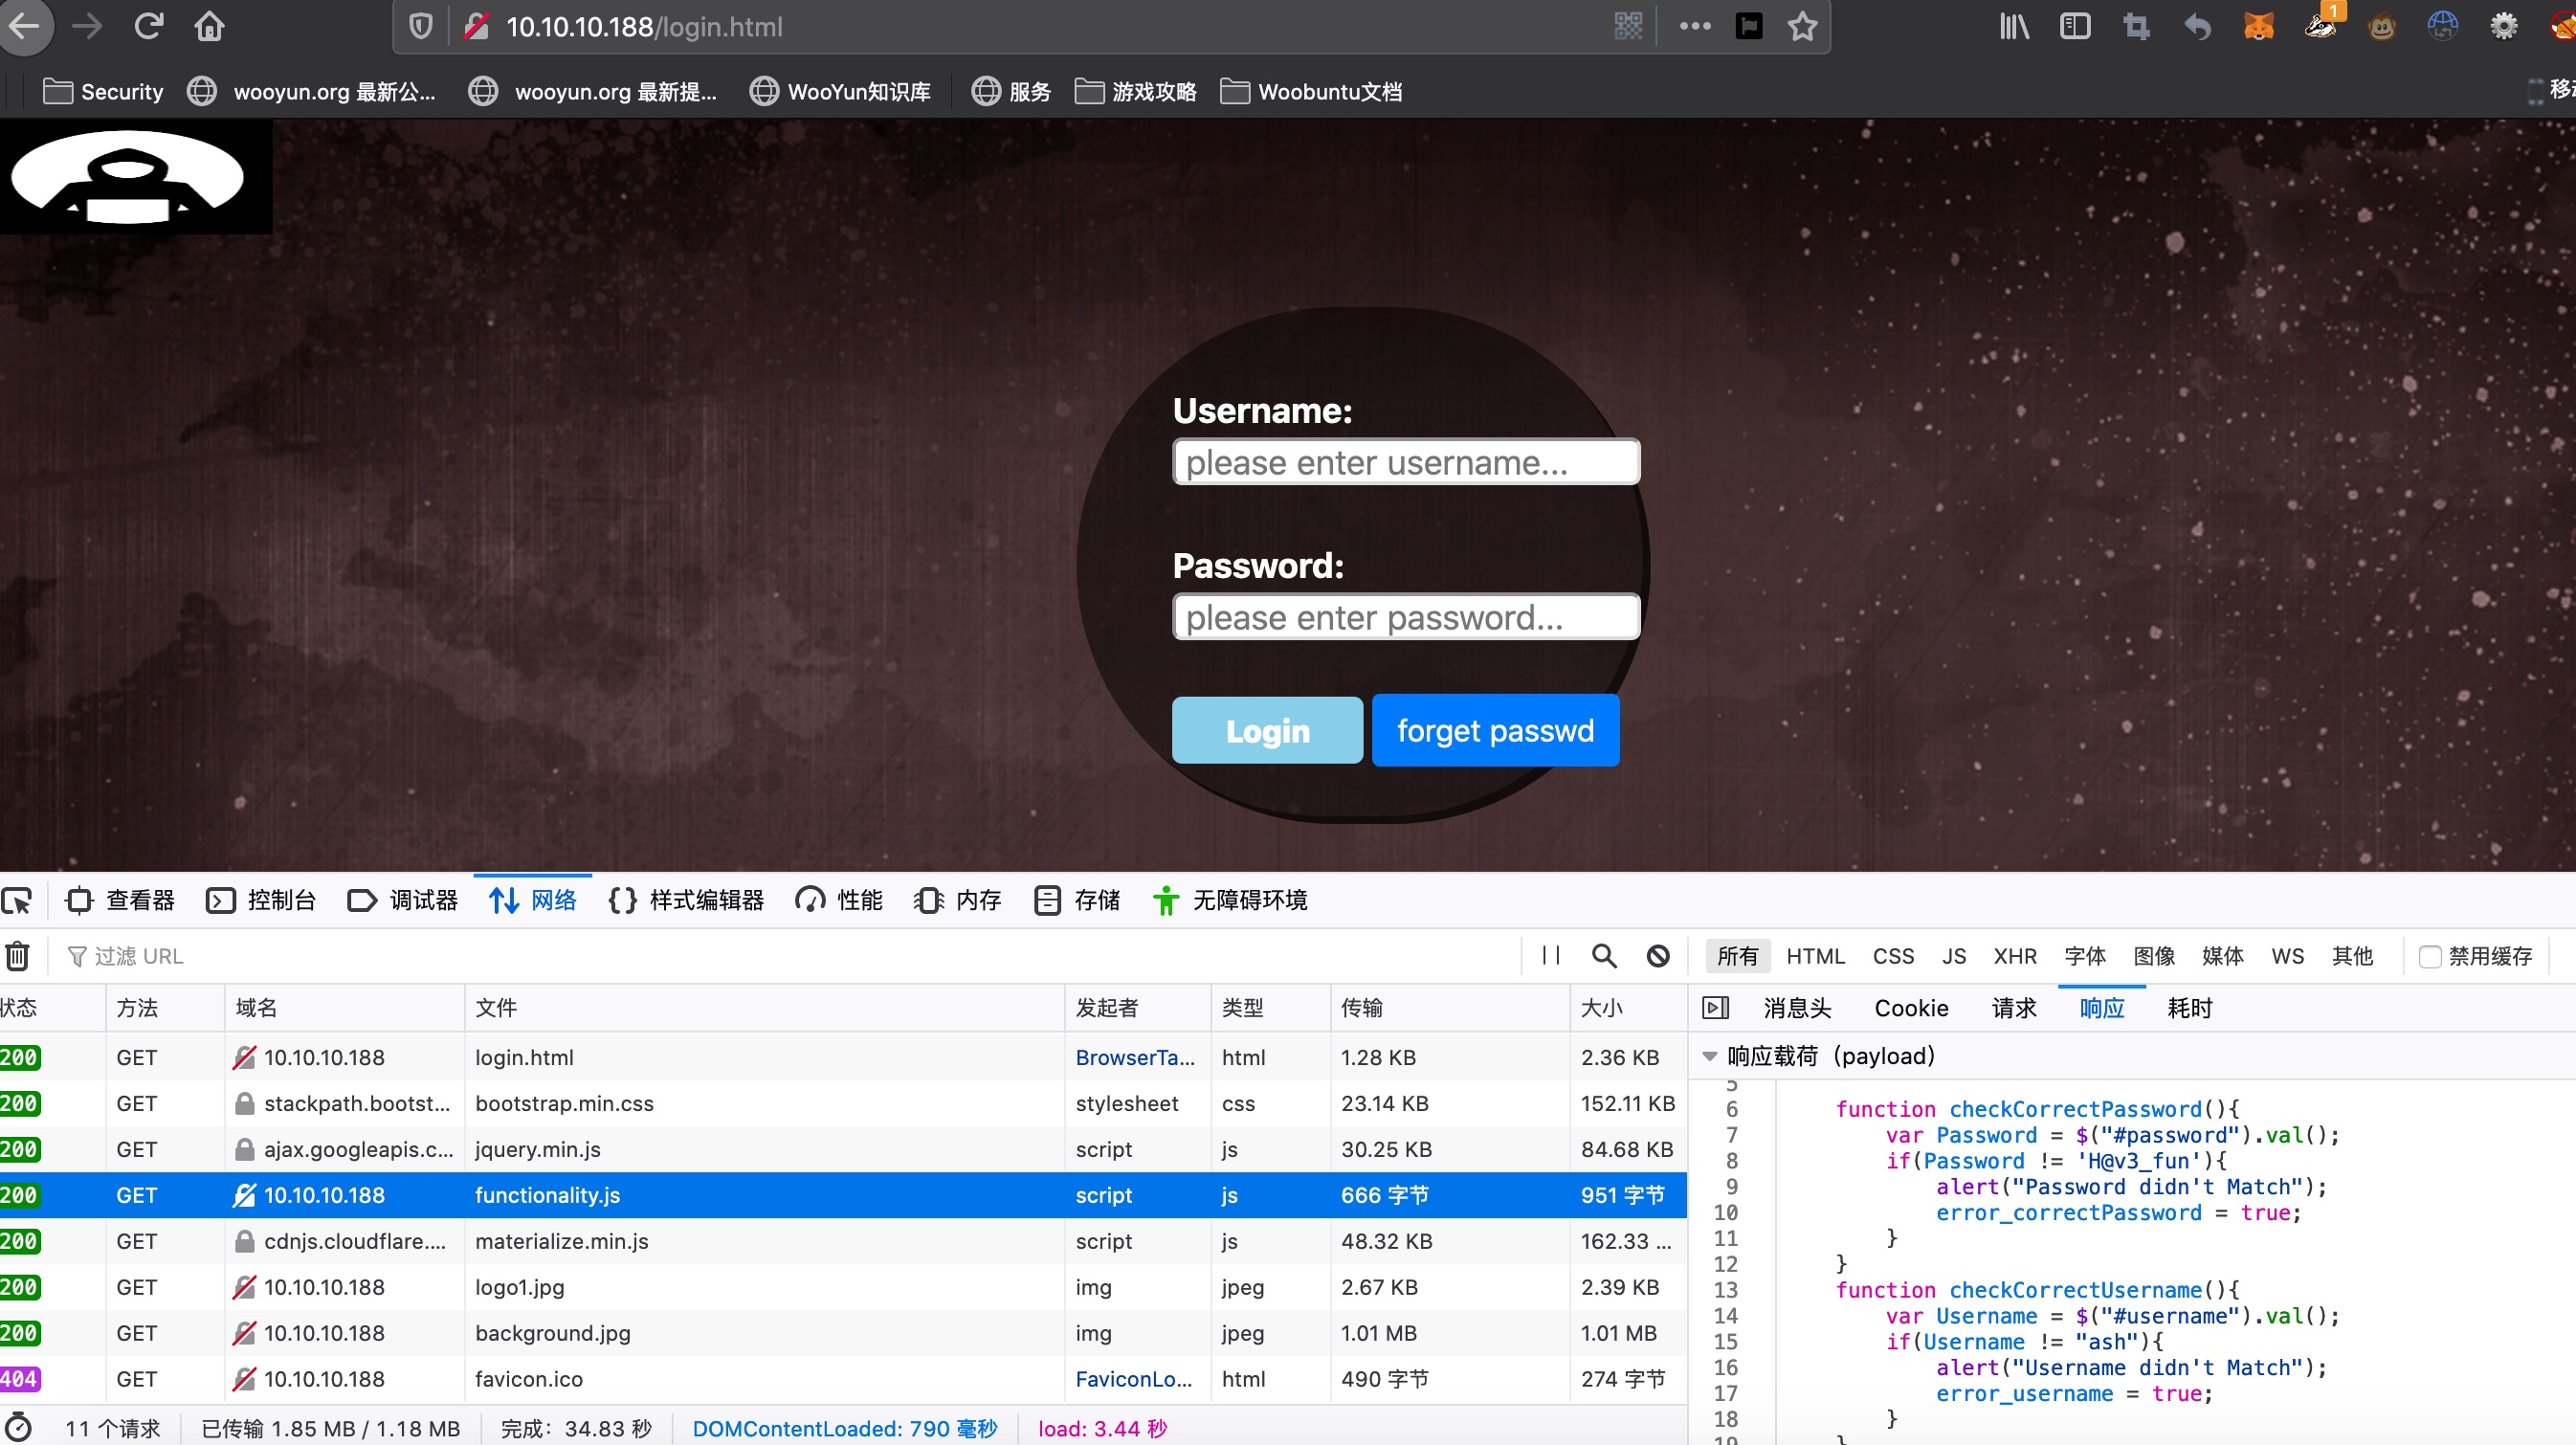 10.10.10.188/login.html
1
Security wooyun.org 最新公... wooyun.org 最新提... WooYun知识库 服务 游戏攻略 Woobuntu文档
Username:
please enter username...
Password:
please enter password...
Login forget passwd
查看器 控制台 调试器 网络 样式编辑器 性能 内存 存储 无障碍环境
过滤 URL 所有 HTML CSS JS XHR 字体 图像 媒体 WS 其他 禁用缓存
状态 方法 域名 文件 发起者 类型 传输 大小
200 GET 10.10.10.188 login.html BrowserTa... html 1.28 KB 2.36 KB
200 GET stackpath.bootst... bootstrap.min.css stylesheet css 23.14 KB 152.11 KB
200 GET ajax.googleapis.c... jquery.min.js script js 30.25 KB 84.68 KB
200 GET 10.10.10.188 functionality.js script js 666 字节 951 字节
200 GET cdnjs.cloudflare.... materialize.min.js script js 48.32 KB 162.33 ...
200 GET 10.10.10.188 logo1.jpg img jpeg 2.67 KB 2.39 KB
200 GET 10.10.10.188 background.jpg img jpeg 1.01 MB 1.01 MB
404 GET 10.10.10.188 favicon.ico FaviconLo... html 490 字节 274 字节
11 个请求 已传输 1.85 MB / 1.18 MB 完成：34.83 秒 DOMContentLoaded: 790 毫秒 load: 3.44 秒
消息头 Cookie 请求 响应 耗时
响应载荷（payload）
5
6 function checkCorrectPassword(){
7 var Password = $("#password").val();
8 if(Password != 'H@v3_fun'){
9 alert("Password didn't Match");
10 error_correctPassword = true;
11 }
12 }
13 function checkCorrectUsername(){
14 var Username = $("#username").val();
15 if(Username != "ash"){
16 alert("Username didn't Match");
17 error_username = true;
18 }
19 }